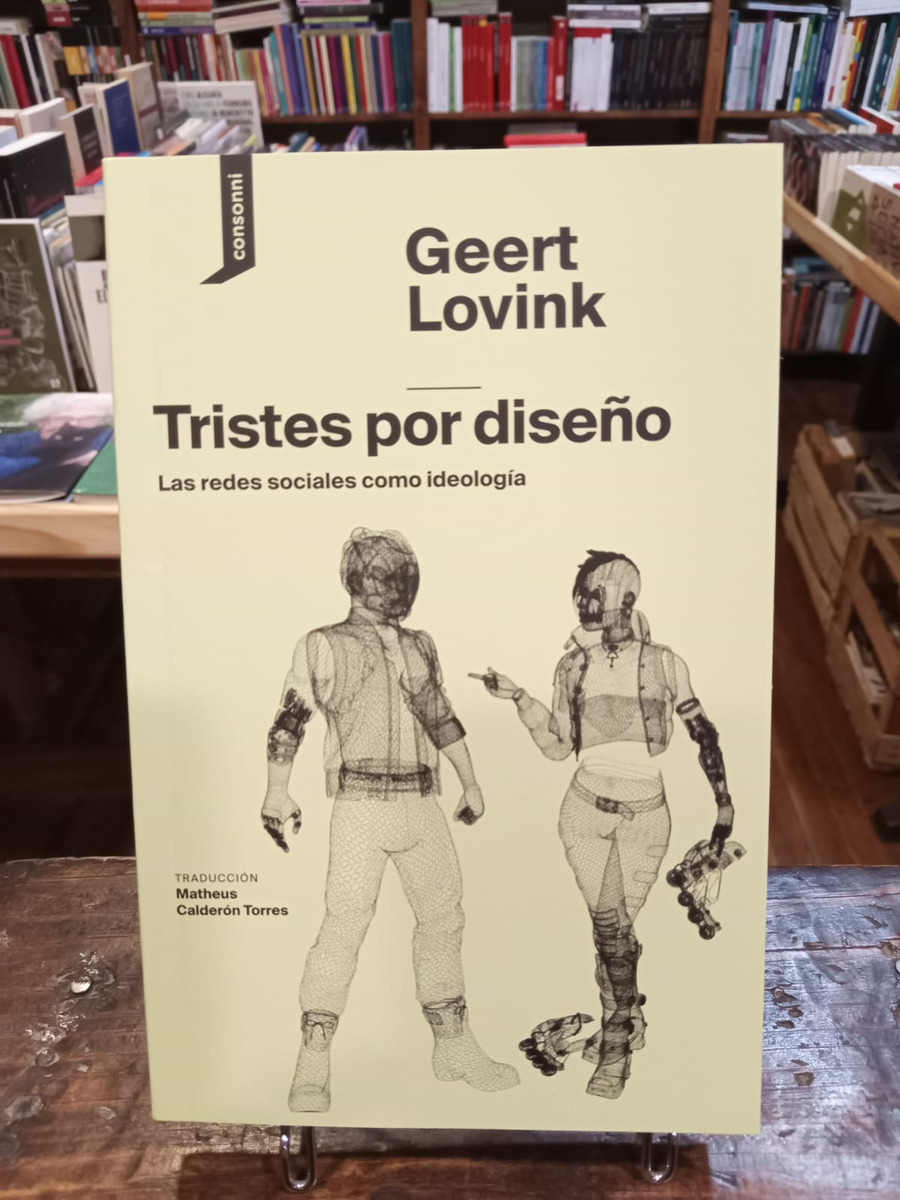 consonni
Geert
Lovink
Tristes por diseño
Las redes sociales como ideología
TRADUCCIÓN
Matheus
Calderón Torres